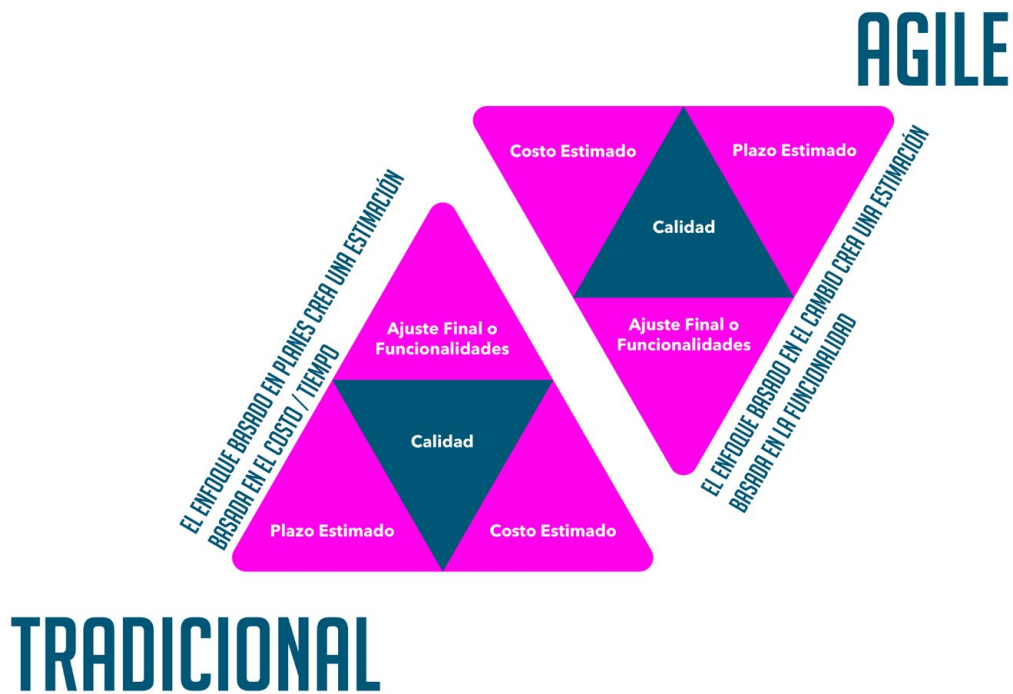 AGILE
Costo Estimado
Plazo Estimado
Calidad
Ajuste Final o
Funcionalidades
EL ENFOQUE BASADO EN EL CAMBIO CREA UNA ESTIMACIÓN
BASADA EN LA FUNCIONALIDAD
EL ENFOQUE BASADO EN PLANES CREA UNA ESTIMACIÓN
BASADA EN EL COSTO / TIEMPO
Ajuste Final o
Funcionalidades
Calidad
Plazo Estimado
Costo Estimado
TRADICIONAL